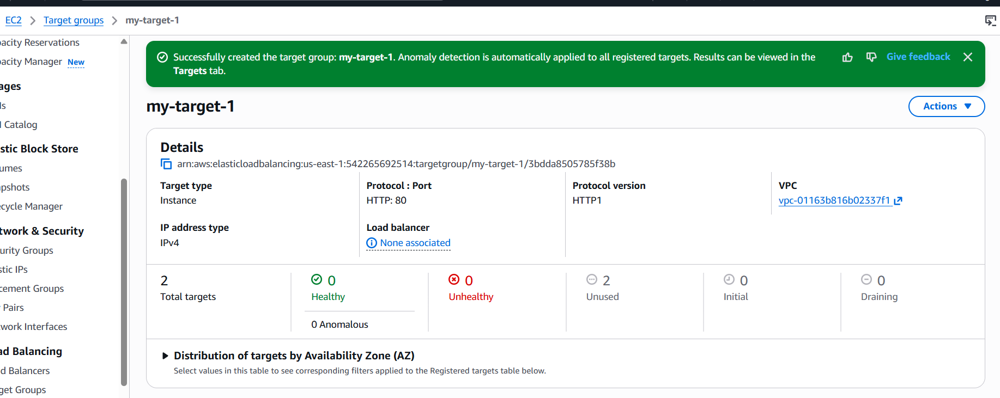 EC2 > Target groups > my-target-1
acity Reservations
acity Manager New
ages
Is
I Catalog
stic Block Store
umes
pshots
ecycle Manager
twork & Security
urity Groups
stic IPs
cement Groups
Pairs
work Interfaces
ad Balancing
d Balancers
get Groups
Successfully created the target group: my-target-1. Anomaly detection is automatically applied to all registered targets. Results can be viewed in the
Targets tab.
Give feedback
my-target-1
Actions
Details
arn:aws:elasticloadbalancing:us-east-1:542265692514:targetgroup/my-target-1/3bdda8505785f38b
Target type
Instance
Protocol : Port
HTTP: 80
Protocol version
HTTP1
VPC
vpc-01163b816b02337f1
IP address type
IPv4
Load balancer
None associated
2
Total targets
0
Healthy
0 Anomalous
0
Unhealthy
2
Unused
0
Initial
0
Draining
Distribution of targets by Availability Zone (AZ)
Select values in this table to see corresponding filters applied to the Registered targets table below.